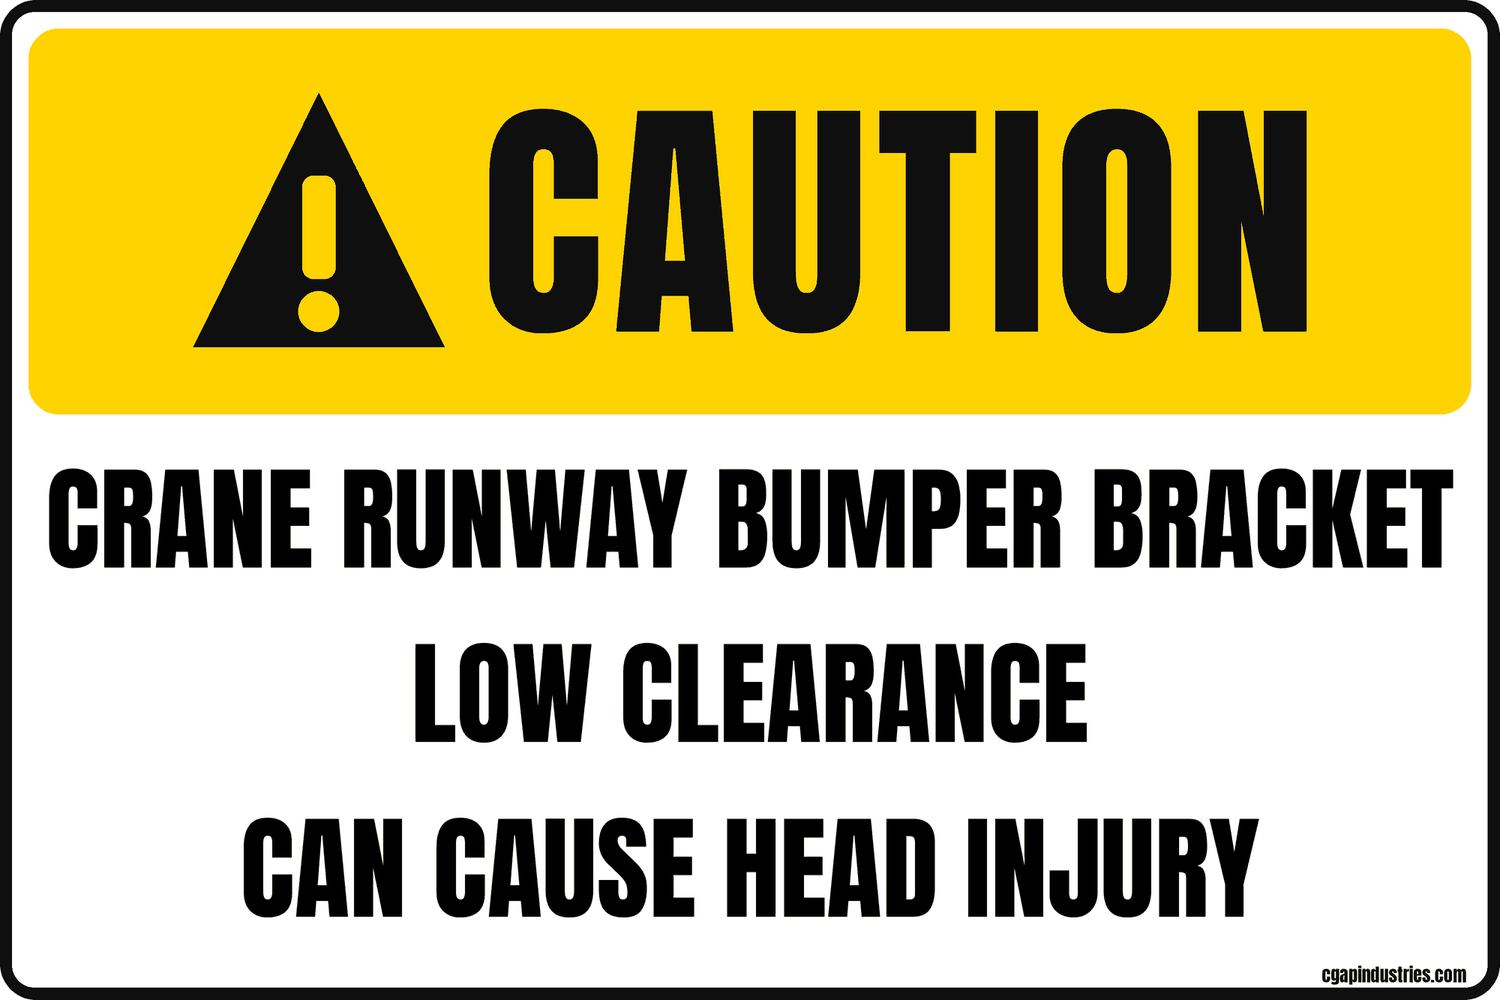 CAUTION
CRANE RUNWAY BUMPER BRACKET
LOW CLEARANCE
CAN CAUSE HEAD INJURY
cgapindustries.com